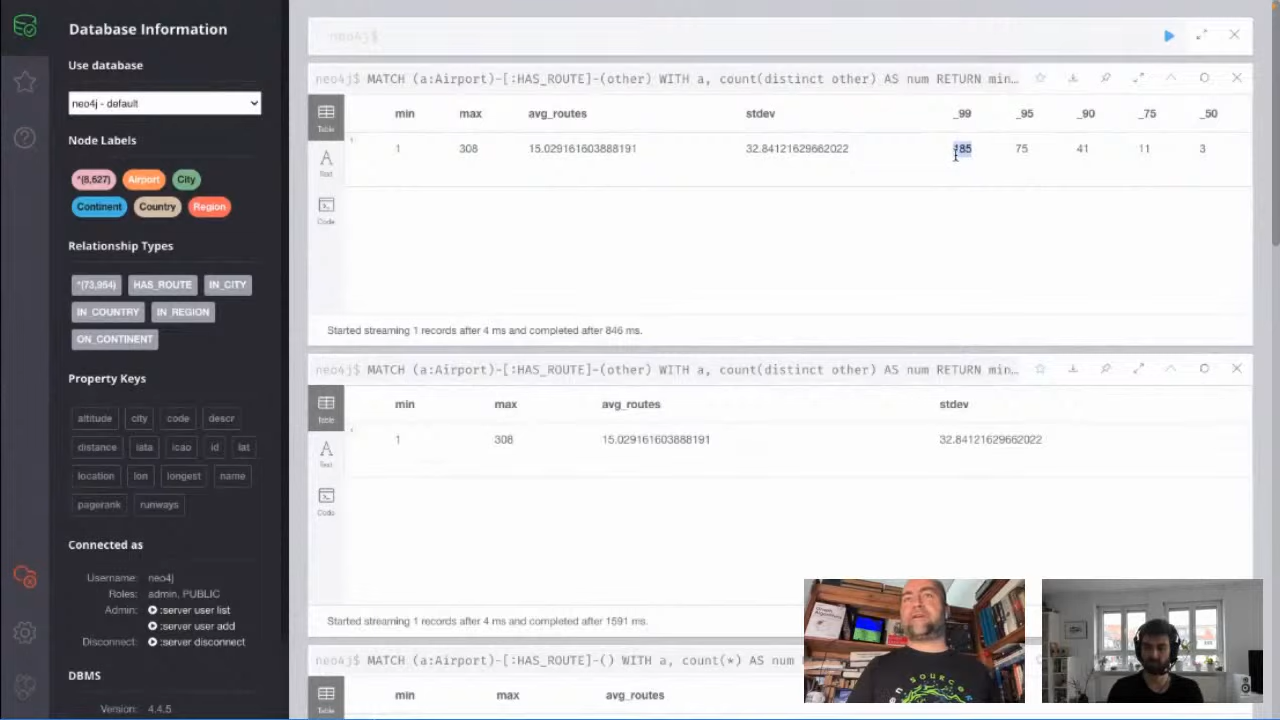 Database Information
Use database
neo4j - default
Node Labels
*(8,627) Airport City
Continent Country Region
Relationship Types
*(73,954) HAS_ROUTE IN_CITY
IN_COUNTRY IN_REGION
ON_CONTINENT
Property Keys
altitude city code descr
distance iata icao id lat
location lon longest name
pagerank runways
Connected as
Username: neo4j
Roles: admin, PUBLIC
Admin: :server user list
:server user add
Disconnect: :server disconnect
DBMS
Version: 4.4.5
neo4j$
neo4j$ MATCH (a:Airport)-[:HAS_ROUTE]-(other) WITH a, count(distinct other) AS num RETURN min…
Table
Text
Code
min max avg_routes stdev _99 _95 _90 _75 _50
1 308 15.029161603888191 32.84121629662022 185 75 41 11 3
Started streaming 1 records after 4 ms and completed after 846 ms.
neo4j$ MATCH (a:Airport)-[:HAS_ROUTE]-(other) WITH a, count(distinct other) AS num RETURN min…
Table
Text
Code
min max avg_routes stdev
1 308 15.029161603888191 32.84121629662022
Started streaming 1 records after 4 ms and completed after 1591 ms.
neo4j$ MATCH (a:Airport)-[:HAS_ROUTE]-() WITH a, count(*) AS num
Table
min max avg_routes